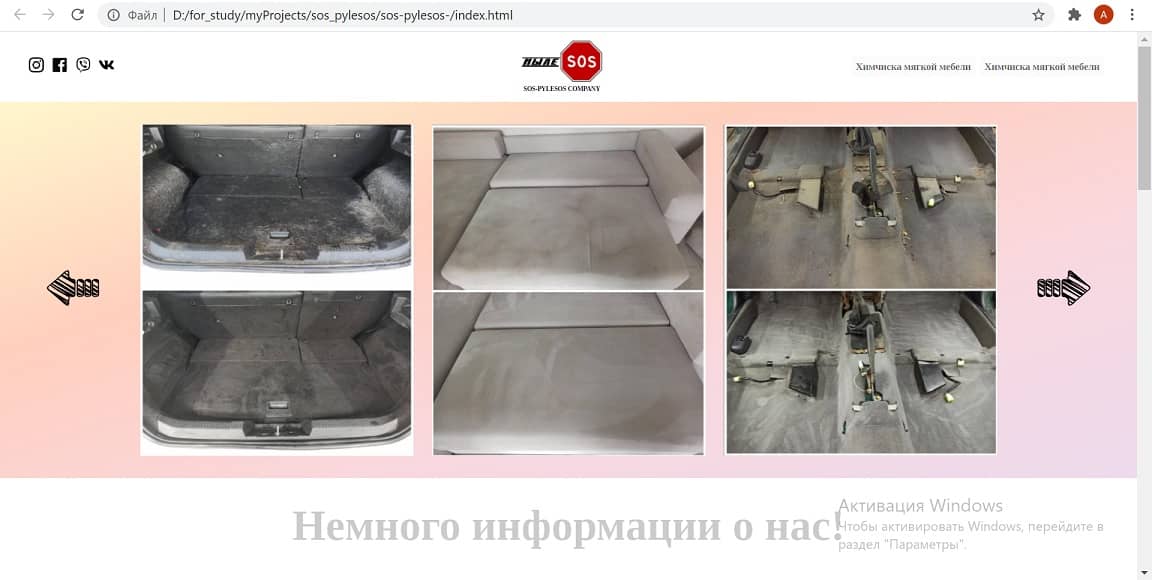 Файл
D:/for_study/myProjects/sos_pylesos/sos-pylesos-/index.html
A
ПЫЛЕ SOS
SOS-PYLESOS COMPANY
Химчиска мягкой мебели
Химчиска мягкой мебели
Немного информации о нас!
Активация Windows
Чтобы активировать Windows, перейдите в
раздел "Параметры".